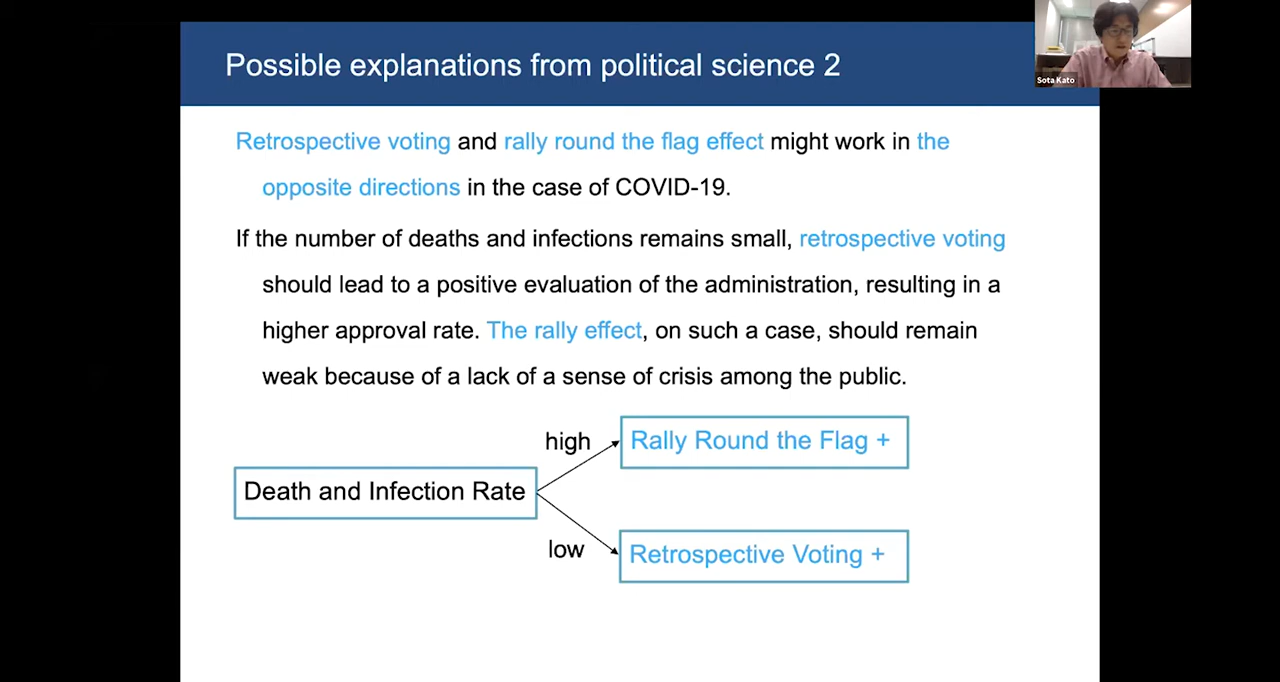 Possible explanations from political science 2
Sota Kato
Retrospective voting and rally round the flag effect might work in the
opposite directions in the case of COVID-19.
If the number of deaths and infections remains small, retrospective voting
should lead to a positive evaluation of the administration, resulting in a
higher approval rate. The rally effect, on such a case, should remain
weak because of a lack of a sense of crisis among the public.
high
Rally Round the Flag +
Death and Infection Rate
low
Retrospective Voting +